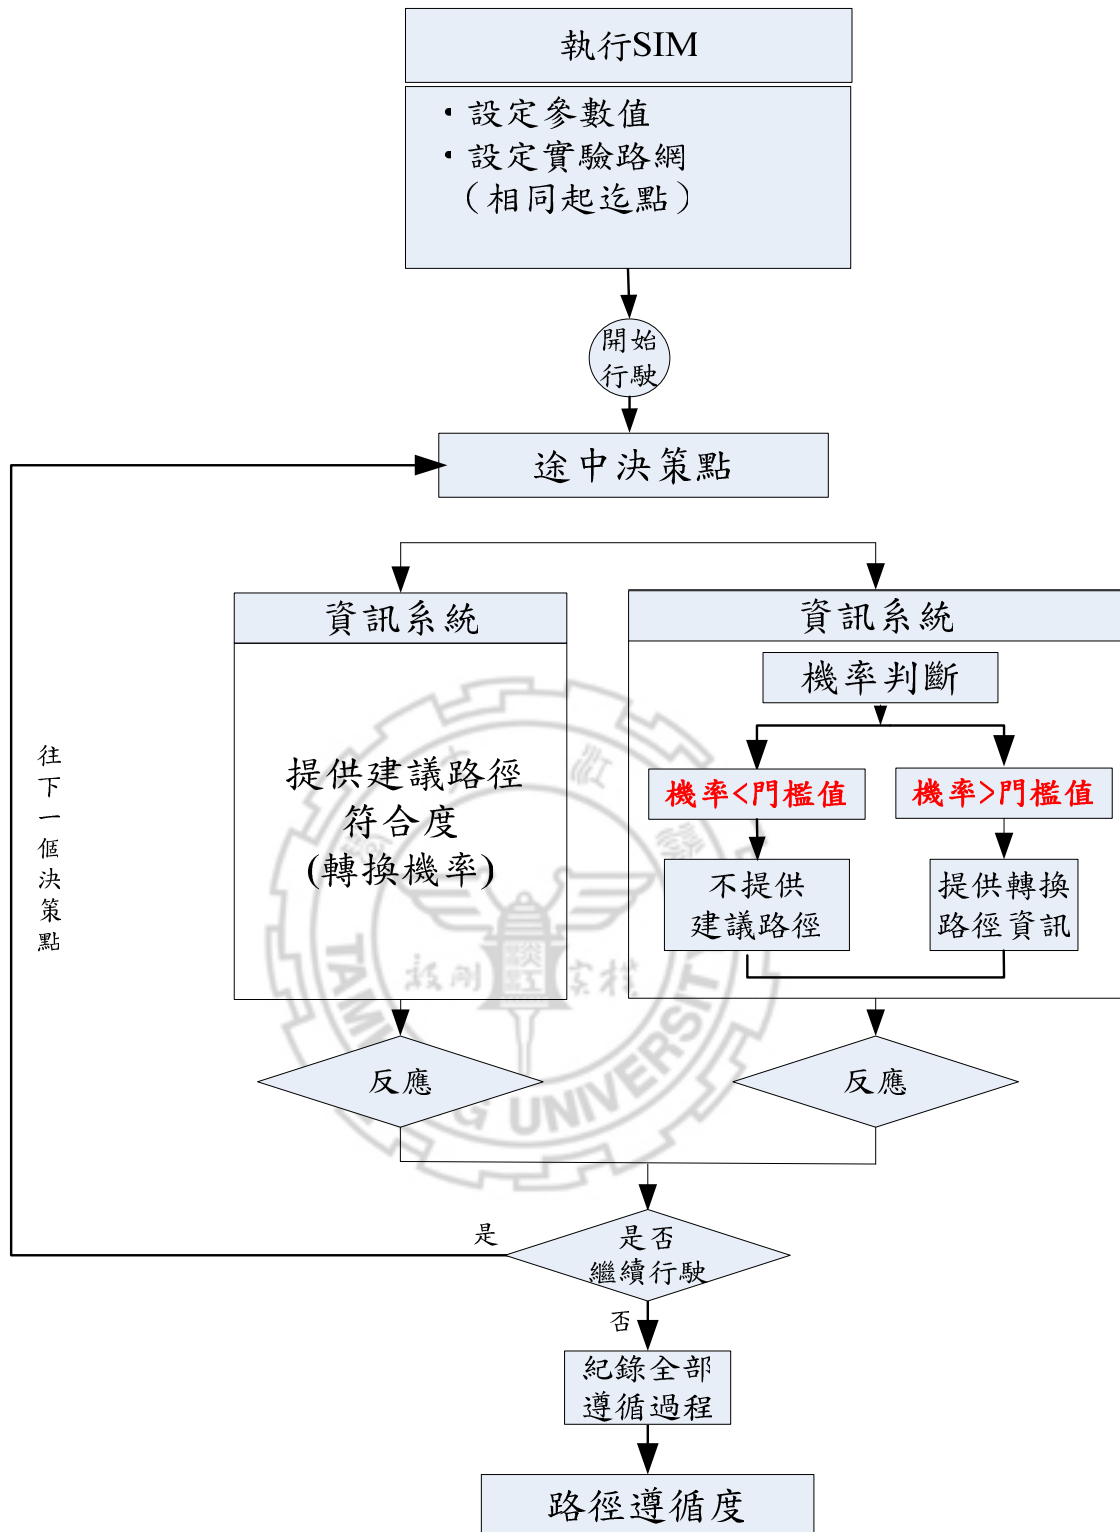 執行SIM
・設定參數值
・設定實驗路網
（相同起迄點）
開始
行駛
途中決策點
資訊系統
提供建議路徑
符合度
(轉換機率)
資訊系統
機率判斷
機率<門檻值
機率>門檻值
不提供
建議路徑
提供轉換
路徑資訊
往
下
一
個
決
策
點
反應
反應
是
是否
繼續行駛
否
紀錄全部
遵循過程
路徑遵循度
UNIVERSITY